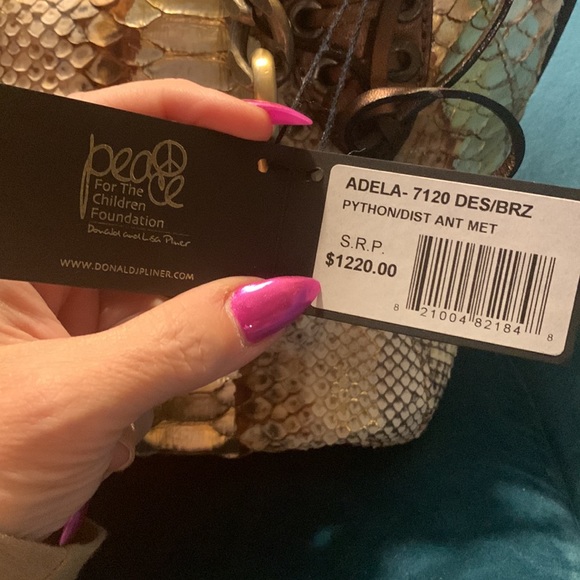 peace
For The
Children
Foundation
Donald and Lisa Pliner
WWW.DONALDJPLINER.COM
ADELA- 7120 DES/BRZ
PYTHON/DIST ANT MET
S.R.P.
$1220.00
8 21004 82184 8